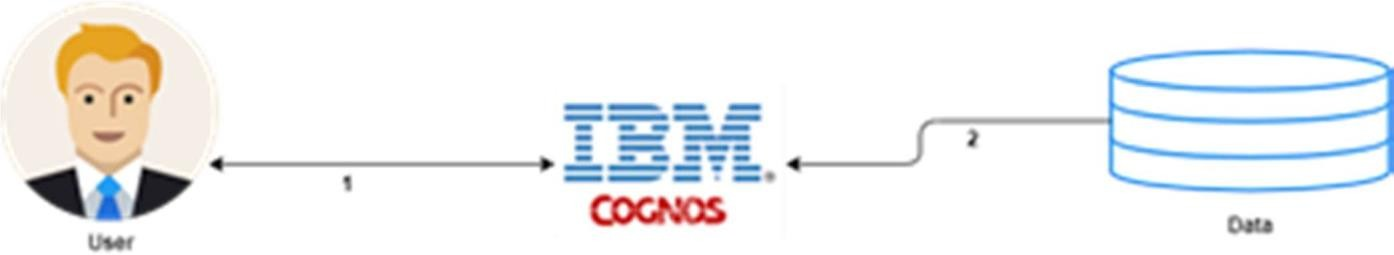 1
IBM®
COGNOS
2
User
Data